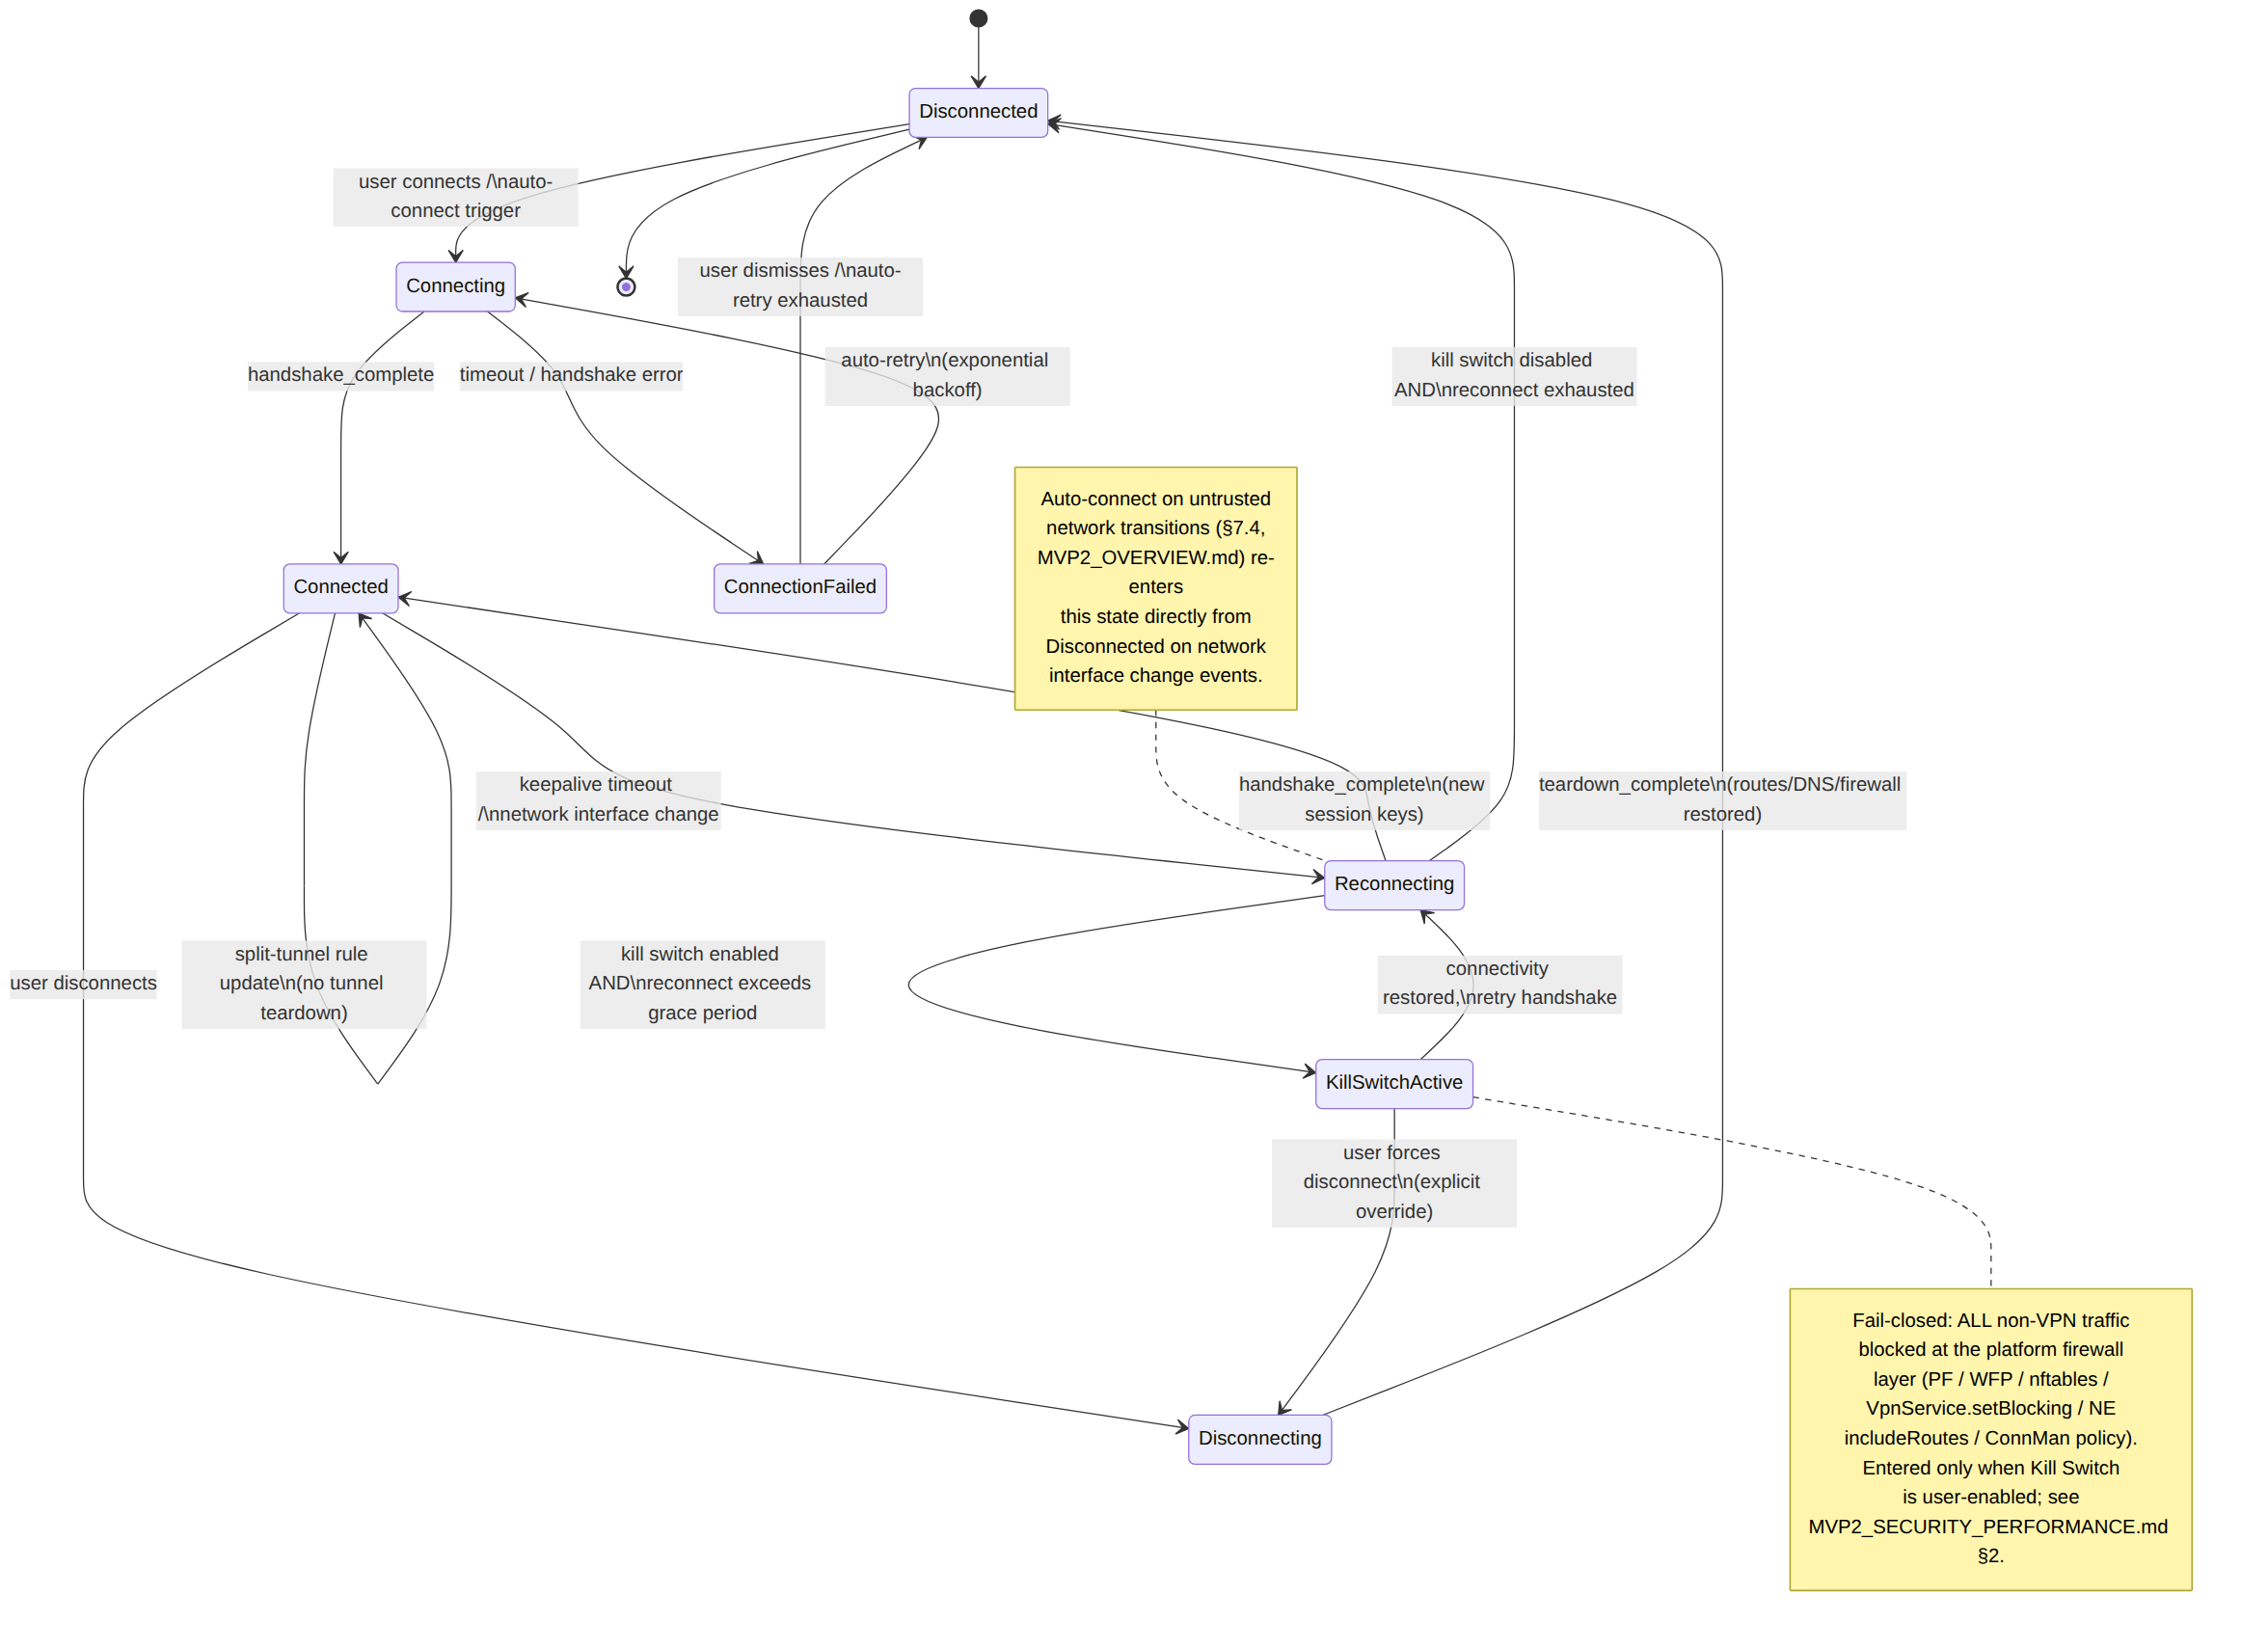 Disconnected
user connects /\nauto-
connect trigger
Connecting
user dismisses /\nauto-
retry exhausted
handshake_complete
timeout / handshake error
auto-retry\n(exponential
backoff)
kill switch disabled
AND\nreconnect exhausted
Auto-connect on untrusted
network transitions (§7.4,
MVP2_OVERVIEW.md) re-
enters
this state directly from
Disconnected on network
interface change events.
Connected
ConnectionFailed
keepalive timeout
/\nnetwork interface change
handshake_complete\n(new
session keys)
teardown_complete\n(routes/DNS/firewall
restored)
Reconnecting
user disconnects
split-tunnel rule
update\n(no tunnel
teardown)
kill switch enabled
AND\nreconnect exceeds
grace period
connectivity
restored,\nretry handshake
KillSwitchActive
user forces
disconnect\n(explicit
override)
Disconnecting
Fail-closed: ALL non-VPN traffic
blocked at the platform firewall
layer (PF / WFP / nftables /
VpnService.setBlocking / NE
includeRoutes / ConnMan policy).
Entered only when Kill Switch
is user-enabled; see
MVP2_SECURITY_PERFORMANCE.md
§2.